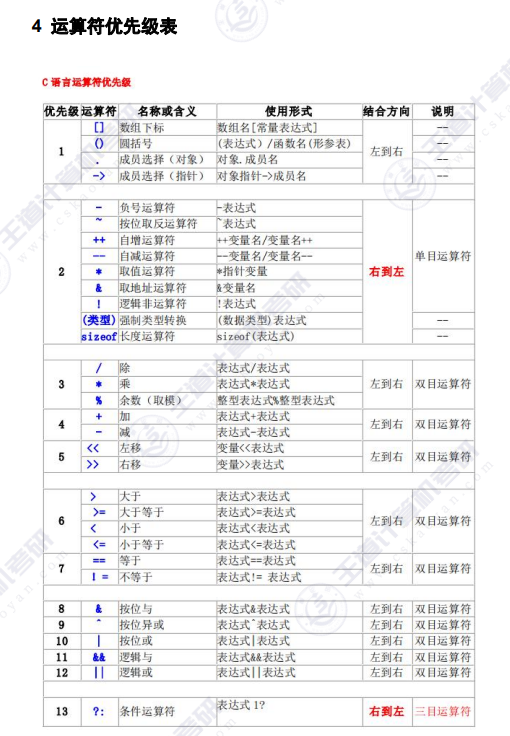 4 运算符优先级表
C 语言运算符优先级
优先级 运算符 名称或含义 使用形式 结合方向 说明
1 [] 数组下标 数组名[常量表达式] 左到右 --
() 圆括号 (表达式)/函数名(形参表) --
. 成员选择（对象） 对象.成员名 --
-> 成员选择（指针） 对象指针->成员名 --
2 - 负号运算符 -表达式 右到左 单目运算符
~ 按位取反运算符 ~表达式
++ 自增运算符 ++变量名/变量名++
-- 自减运算符 --变量名/变量名--
* 取值运算符 *指针变量
& 取地址运算符 &变量名
! 逻辑非运算符 !表达式
(类型) 强制类型转换 (数据类型)表达式 --
sizeof 长度运算符 sizeof(表达式) --
3 / 除 表达式/表达式 左到右 双目运算符
* 乘 表达式*表达式
% 余数（取模） 整型表达式%整型表达式
4 + 加 表达式+表达式 左到右 双目运算符
- 减 表达式-表达式
5 << 左移 变量<<表达式 左到右 双目运算符
>> 右移 变量>>表达式
6 > 大于 表达式>表达式 左到右 双目运算符
>= 大于等于 表达式>=表达式
< 小于 表达式<表达式
<= 小于等于 表达式<=表达式
7 == 等于 表达式==表达式 左到右 双目运算符
! = 不等于 表达式!= 表达式
8 & 按位与 表达式&表达式 左到右 双目运算符
9 ^ 按位异或 表达式^表达式 左到右 双目运算符
10 | 按位或 表达式|表达式 左到右 双目运算符
11 && 逻辑与 表达式&&表达式 左到右 双目运算符
12 || 逻辑或 表达式||表达式 左到右 双目运算符
13 ?: 条件运算符 表达式 1? 右到左 三目运算符